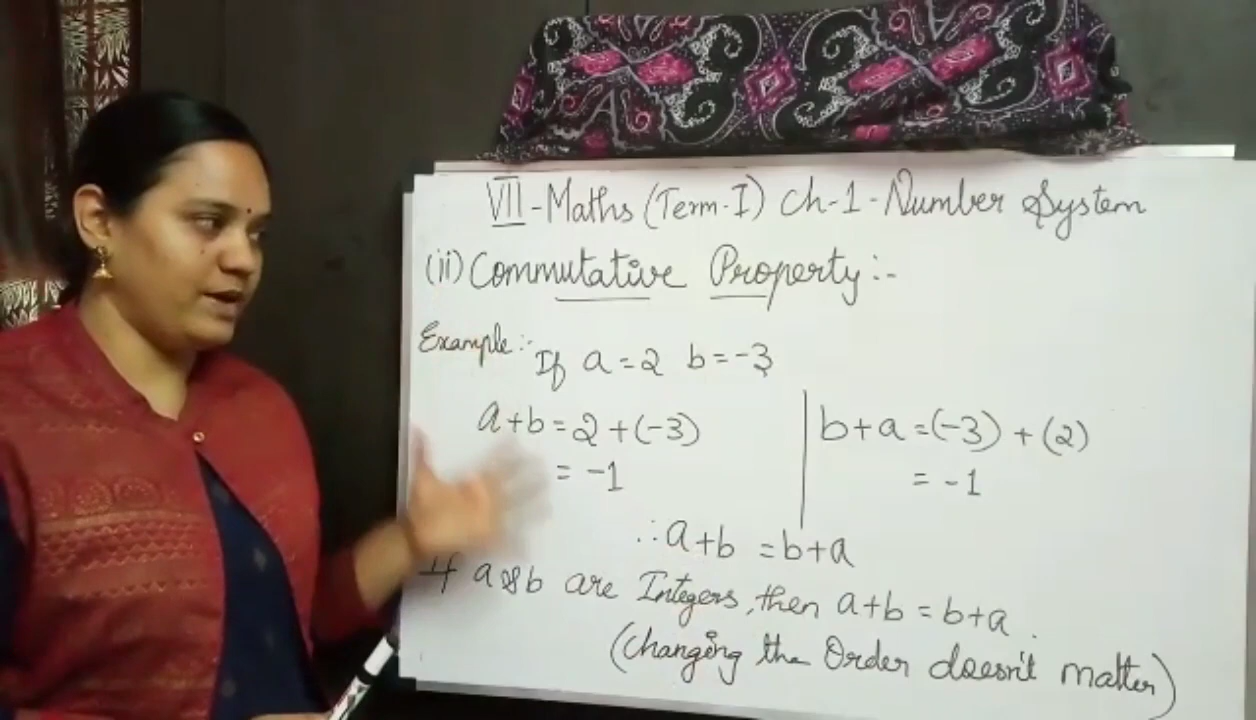 VII-Maths (Term-I) Ch-1-Number System
(ii) Commutative Property:-
Example:- If a=2 b=-3
a+b=2+(-3)
= -1
b+a=(-3)+(2)
= -1
∴a+b=b+a
If a & b are Integers, then a+b=b+a.
(Changing the Order doesn't matter)